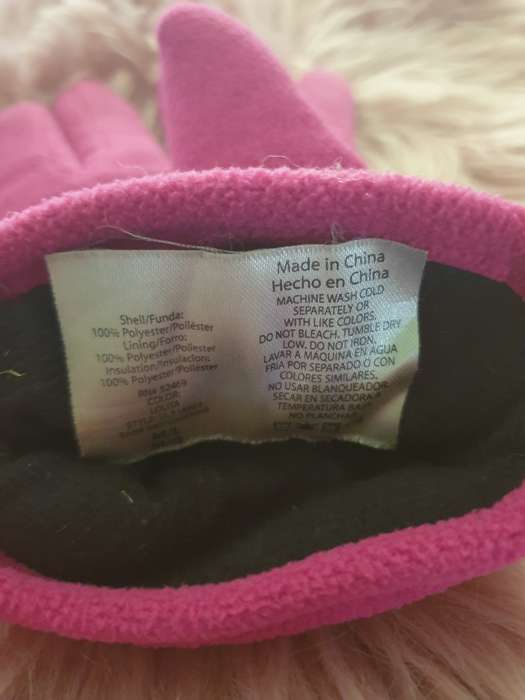 Shell/Funda:
100% Polyester/Poliéster
Lining/Forro:
100% Polyester/Poliéster
Insulation/Insulacion:
100% Polyester/Poliéster
COLOR:
Made in China
Hecho en China
MACHINE WASH COLD
SEPARATELY OR
WITH LIKE COLORS.
DO NOT BLEACH, TUMBLE DRY
LOW. DO NOT IRON.
LAVAR A MAQUINA EN AGUA
FRIA POR SEPARADO O CON
COLORES SIMILARES.
NO USAR BLANQUEADOR.
SECAR EN SECADORA A
TEMPERATURA
NO PLANCHAR